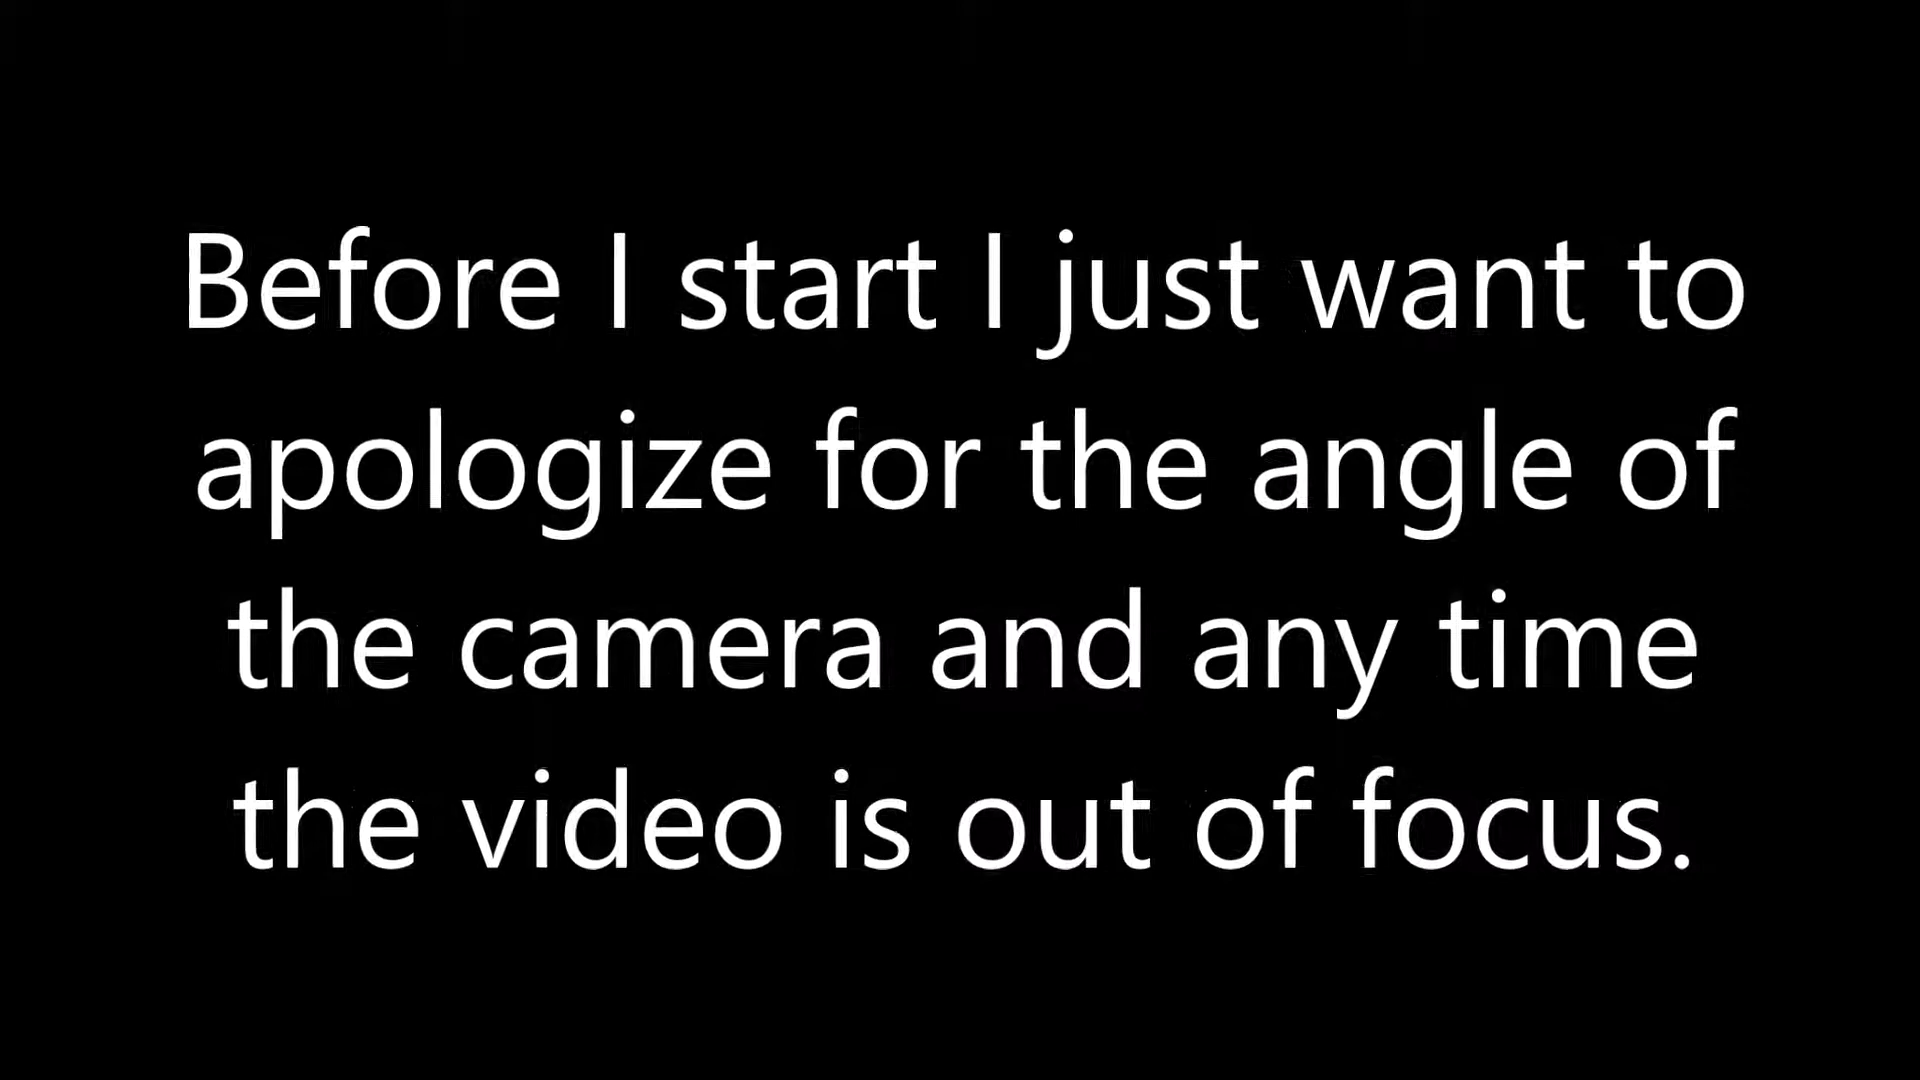 Before I start I just want to
apologize for the angle of
the camera and any time
the video is out of focus.